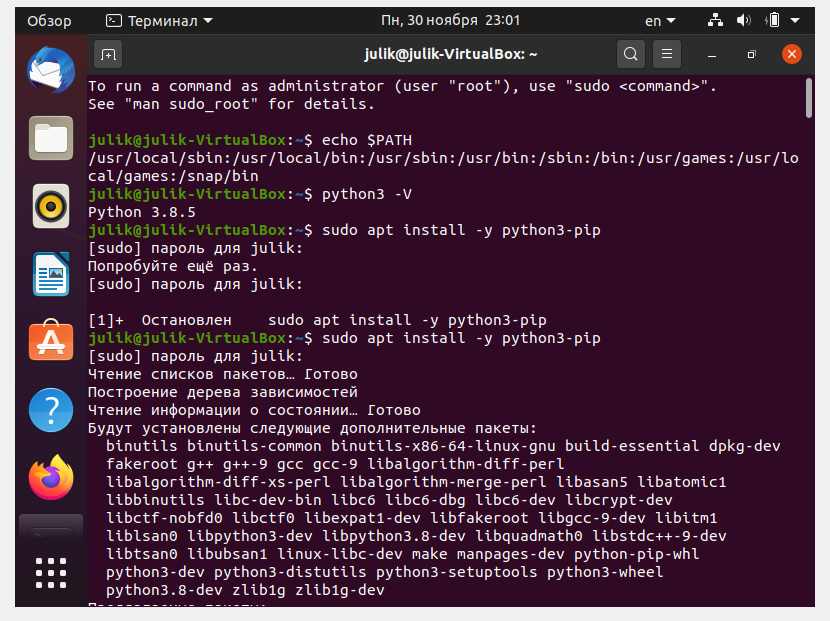 Обзор Терминал Пн, 30 ноября 23:01 en
julik@julik-VirtualBox: ~
To run a command as administrator (user "root"), use "sudo <command>".
See "man sudo_root" for details.
julik@julik-VirtualBox:~$ echo $PATH
/usr/local/sbin:/usr/local/bin:/usr/sbin:/usr/bin:/sbin:/bin:/usr/games:/usr/lo
cal/games:/snap/bin
julik@julik-VirtualBox:~$ python3 -V
Python 3.8.5
julik@julik-VirtualBox:~$ sudo apt install -y python3-pip
[sudo] пароль для julik:
Попробуйте ещё раз.
[sudo] пароль для julik:
[1]+  Остановлен    sudo apt install -y python3-pip
julik@julik-VirtualBox:~$ sudo apt install -y python3-pip
[sudo] пароль для julik:
Чтение списков пакетов… Готово
Построение дерева зависимостей
Чтение информации о состоянии… Готово
Будут установлены следующие дополнительные пакеты:
binutils binutils-common binutils-x86-64-linux-gnu build-essential dpkg-dev
fakeroot g++ g++-9 gcc gcc-9 libalgorithm-diff-perl
libalgorithm-diff-xs-perl libalgorithm-merge-perl libasan5 libatomic1
libbinutils libc-dev-bin libc6 libc6-dbg libc6-dev libcrypt-dev
libctf-nobfd0 libctf0 libexpat1-dev libfakeroot libgcc-9-dev libitm1
liblsan0 libpython3-dev libpython3.8-dev libquadmath0 libstdc++-9-dev
libtsan0 libubsan1 linux-libc-dev make manpages-dev python-pip-whl
python3-dev python3-distutils python3-setuptools python3-wheel
python3.8-dev zlib1g zlib1g-dev